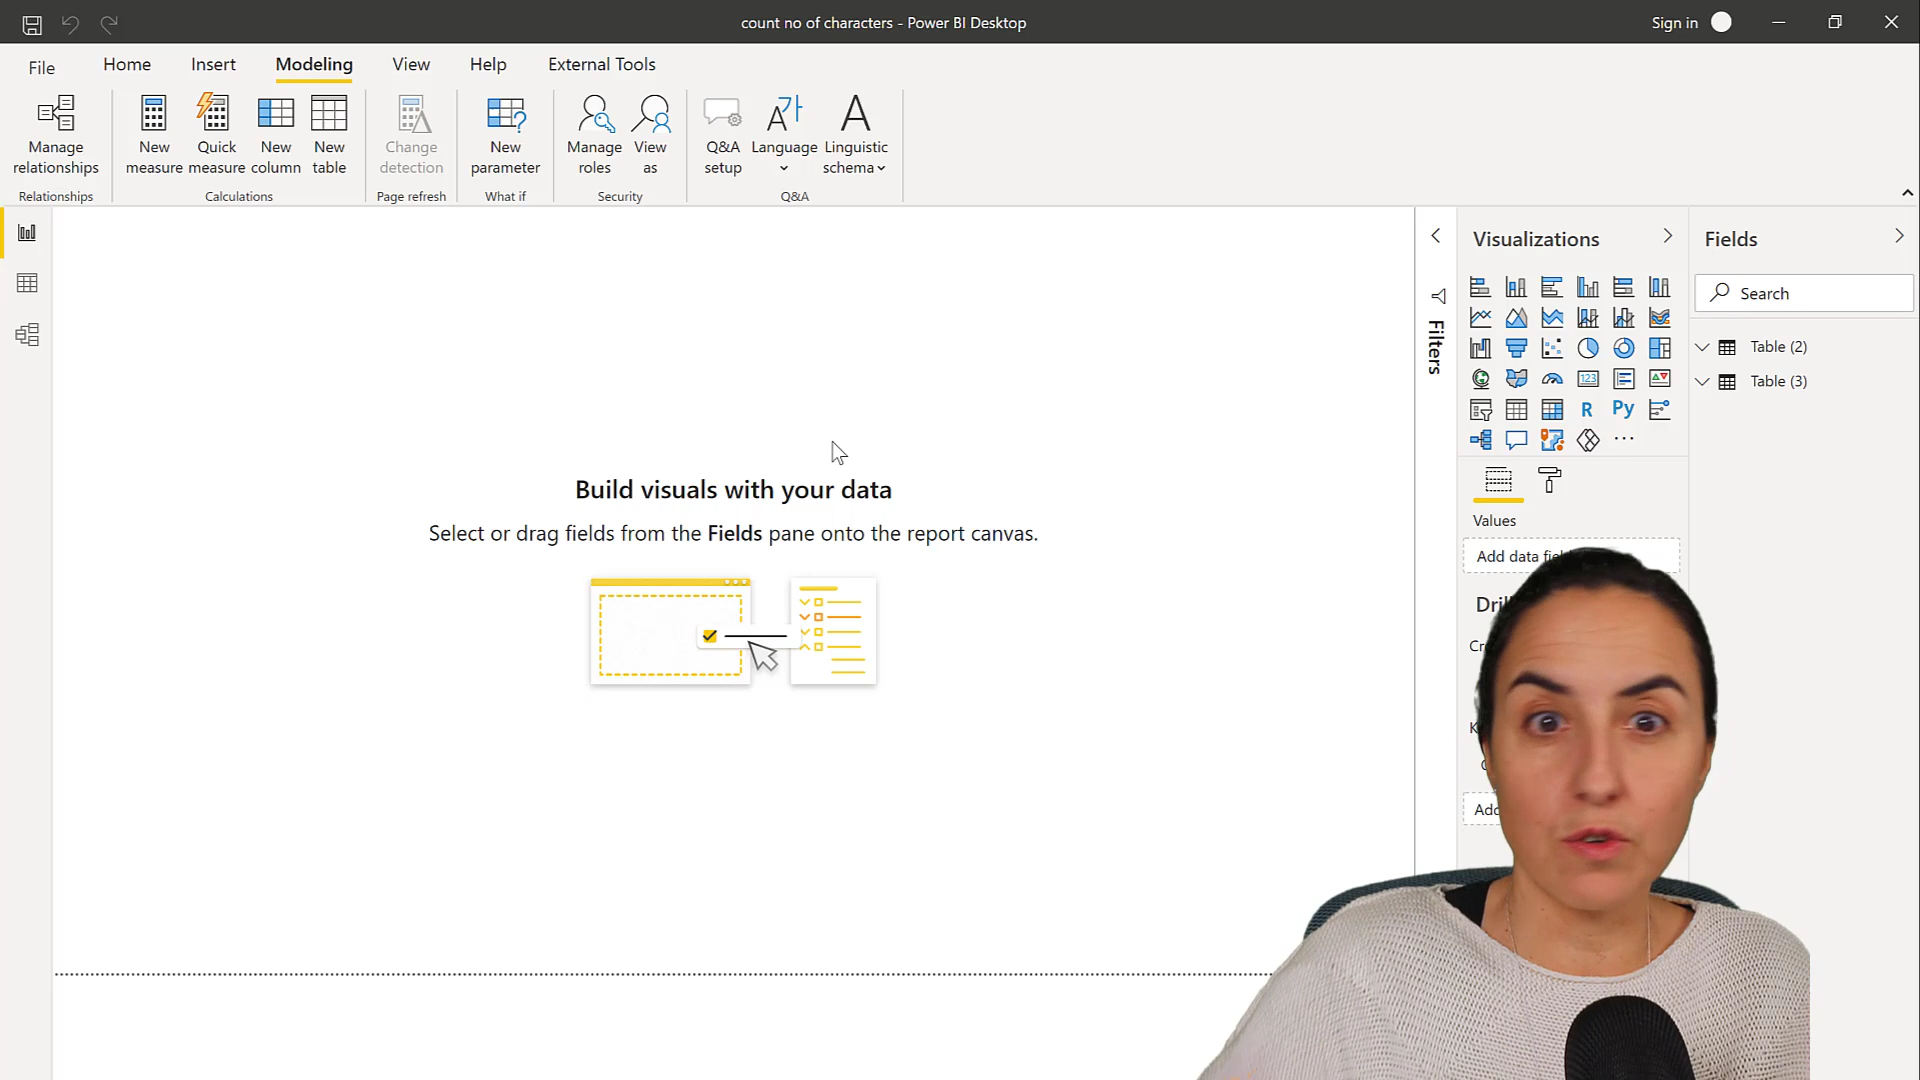 count no of characters - Power BI Desktop
Sign in
File
Home
Insert
Modeling
View
Help
External Tools
Manage relationships
New measure
Quick measure
New column
New table
Change detection
New parameter
Manage roles
View as
Q&A setup
Language
Linguistic schema
Relationships
Calculations
Page refresh
What if
Security
Q&A
Build visuals with your data
Select or drag fields from the Fields pane onto the report canvas.
Filters
Visualizations
123
R
Py
Values
Add data
Fields
Search
Table (2)
Table (3)